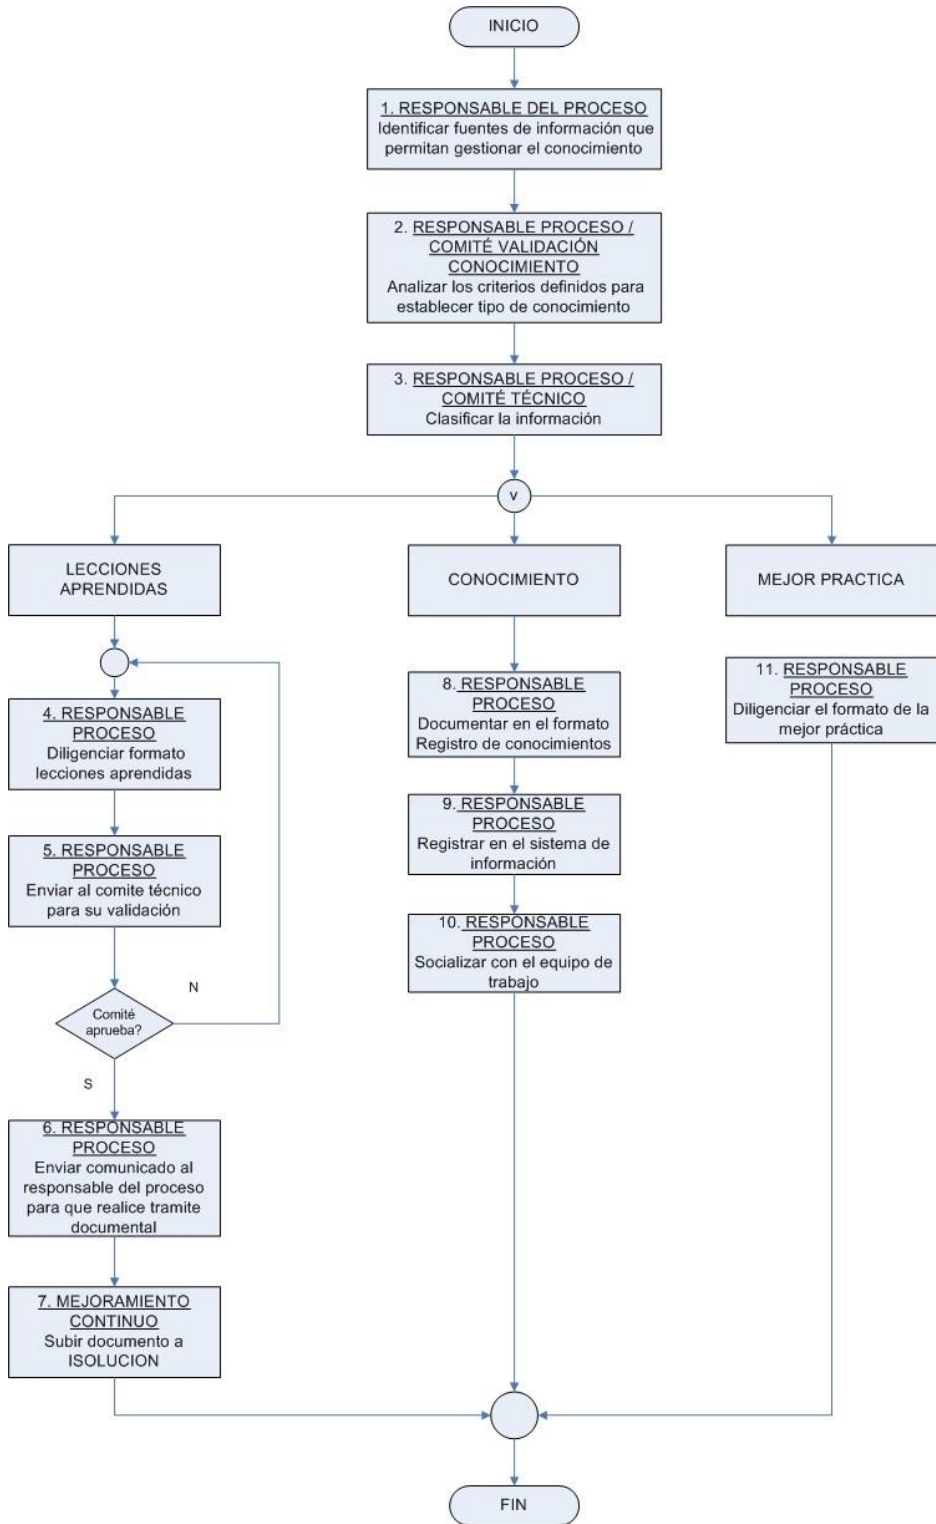 INICIO
1. RESPONSABLE DEL PROCESO
Identificar fuentes de información que
permitan gestionar el conocimiento
2. RESPONSABLE PROCESO /
COMITÉ VALIDACIÓN
CONOCIMIENTO
Analizar los criterios definidos para
establecer tipo de conocimiento
3. RESPONSABLE PROCESO /
COMITÉ TÉCNICO
Clasificar la información
v
LECCIONES
APRENDIDAS
4. RESPONSABLE
PROCESO
Diligenciar formato
lecciones aprendidas
5. RESPONSABLE
PROCESO
Enviar al comite técnico
para su validación
Comité
aprueba?
N
S
6. RESPONSABLE
PROCESO
Enviar comunicado al
responsable del proceso
para que realice tramite
documental
7. MEJORAMIENTO
CONTINUO
Subir documento a
ISOLUCION
CONOCIMIENTO
8. RESPONSABLE
PROCESO
Documentar en el formato
Registro de conocimientos
9. RESPONSABLE
PROCESO
Registrar en el sistema de
información
10. RESPONSABLE
PROCESO
Socializar con el equipo de
trabajo
MEJOR PRACTICA
11. RESPONSABLE
PROCESO
Diligenciar el formato de la
mejor práctica
FIN